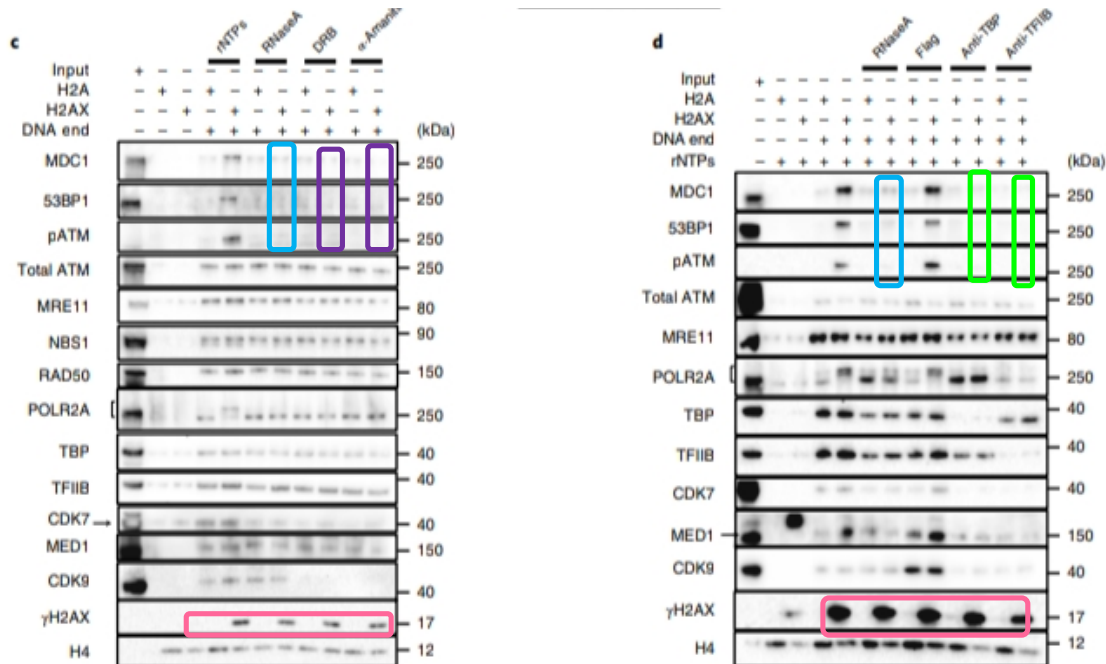 c
rNTPs
RNaseA
DRB
α-Amanit
Input + − − − − − − − − − −
H2A − + − + − + − + − + −
H2AX − − + − + − + − + − +
DNA end − − − + + + + + + + + (kDa)
MDC1 250
53BP1 250
pATM 250
Total ATM 250
MRE11 80
NBS1 90
RAD50 150
POLR2A 250
TBP 40
TFIIB 40
CDK7 → 40
MED1 150
CDK9 40
γH2AX 17
H4 12
d
RNaseA
Flag
Anti-TBP
Anti-TFIIB
Input + − − − − − − − − − − − −
H2A − + − + − + − + − + − + −
H2AX − − + − + − + − + − + − +
DNA end − − − + + + + + + + + + +
rNTPs − + + + + + + + + + + + + (kDa)
MDC1 250
53BP1 250
pATM 250
Total ATM 250
MRE11 80
POLR2A 250
TBP 40
TFIIB 40
CDK7 40
MED1 150
CDK9 40
γH2AX 17
H4 12